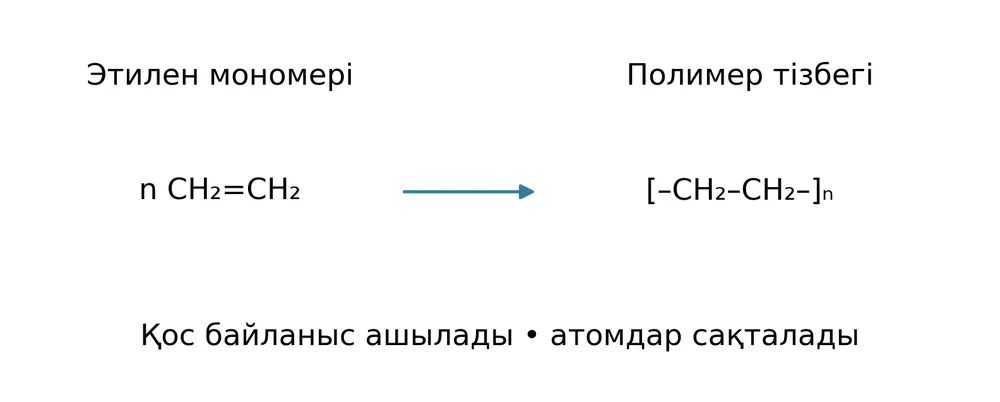 Этилен мономері
Полимер тізбегі
n CH₂=CH₂
[–CH₂–CH₂–]ₙ
Қос байланыс ашылады • атомдар сақталады